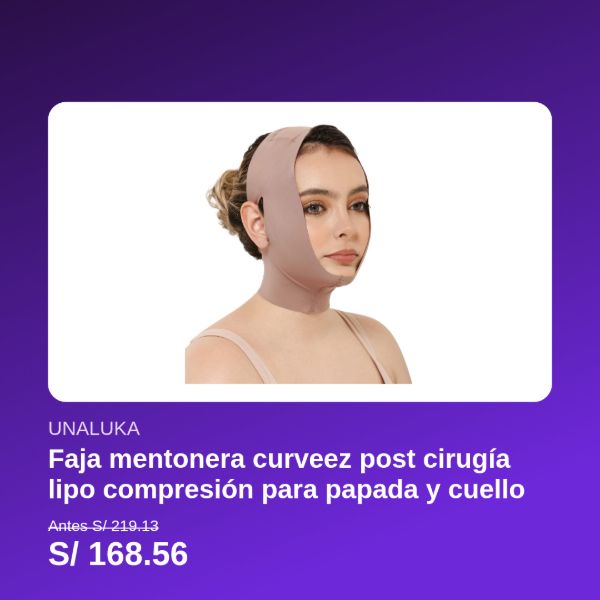 UNALUKA
Faja mentonera curveez post cirugía
lipo compresión para papada y cuello
Antes S/ 219.13
S/ 168.56